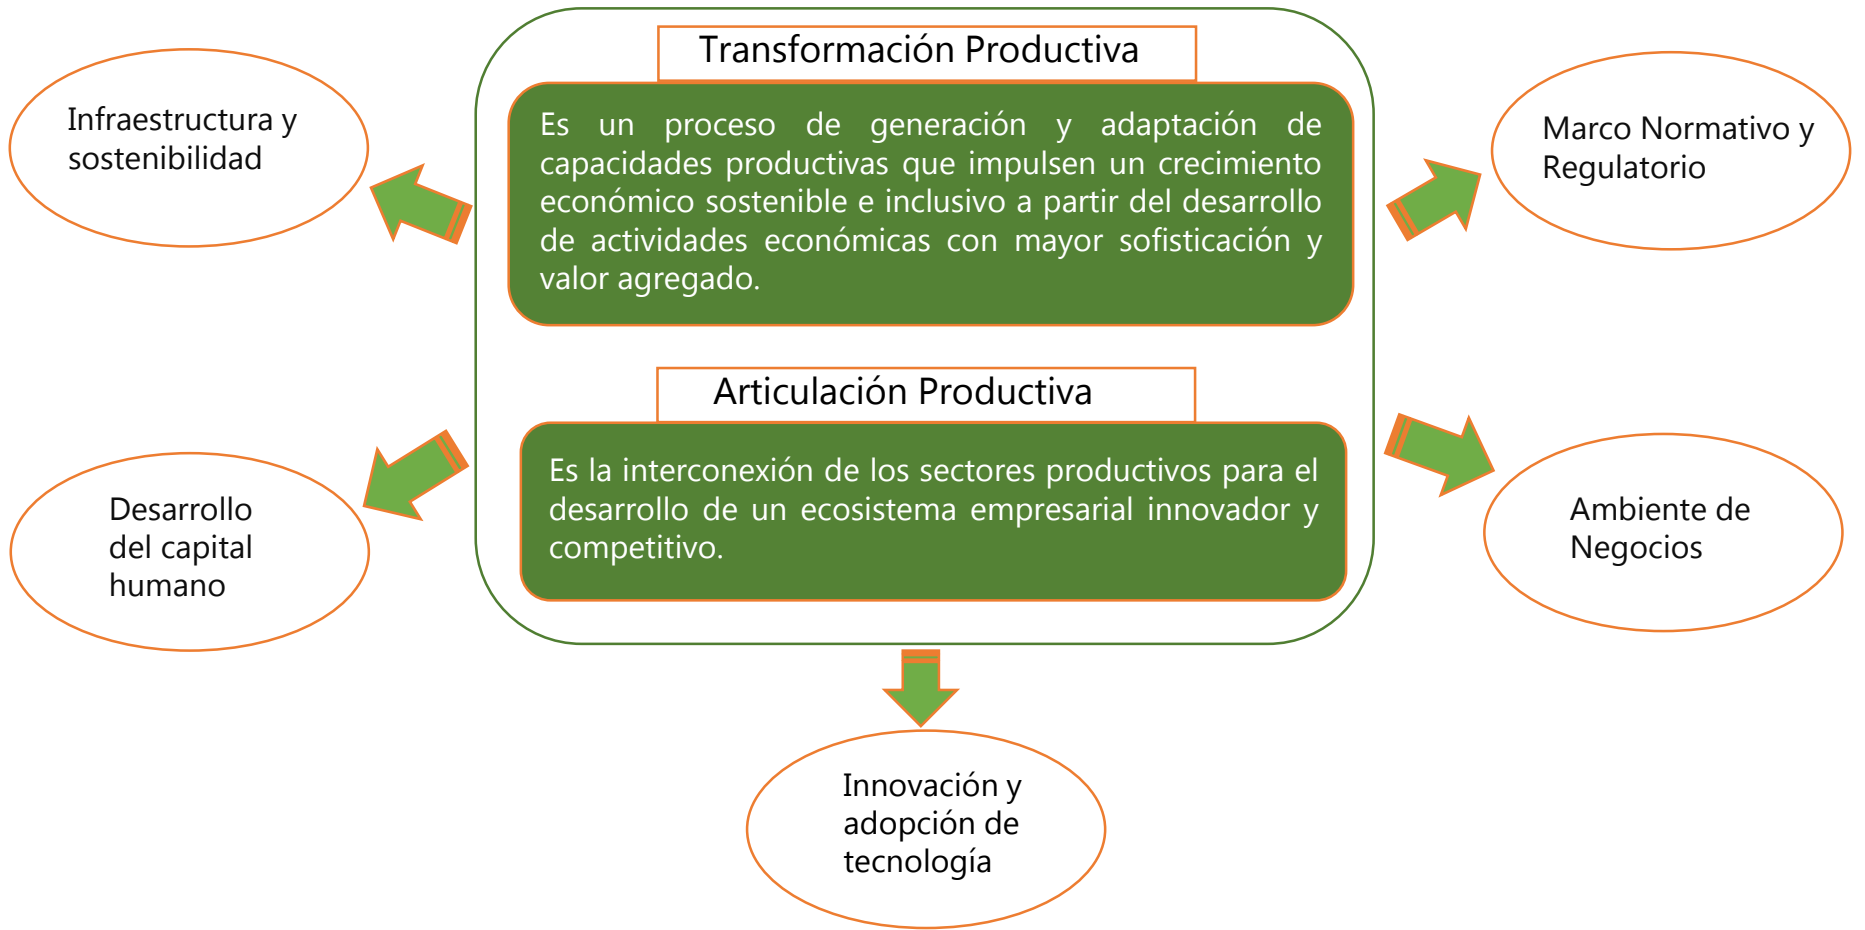 Transformación Productiva
Es un proceso de generación y adaptación de
capacidades productivas que impulsen un crecimiento
económico sostenible e inclusivo a partir del desarrollo
de actividades económicas con mayor sofisticación y
valor agregado.
Articulación Productiva
Es la interconexión de los sectores productivos para el
desarrollo de un ecosistema empresarial innovador y
competitivo.
Infraestructura y
sostenibilidad
Marco Normativo y
Regulatorio
Desarrollo
del capital
humano
Ambiente de
Negocios
Innovación y
adopción de
tecnología